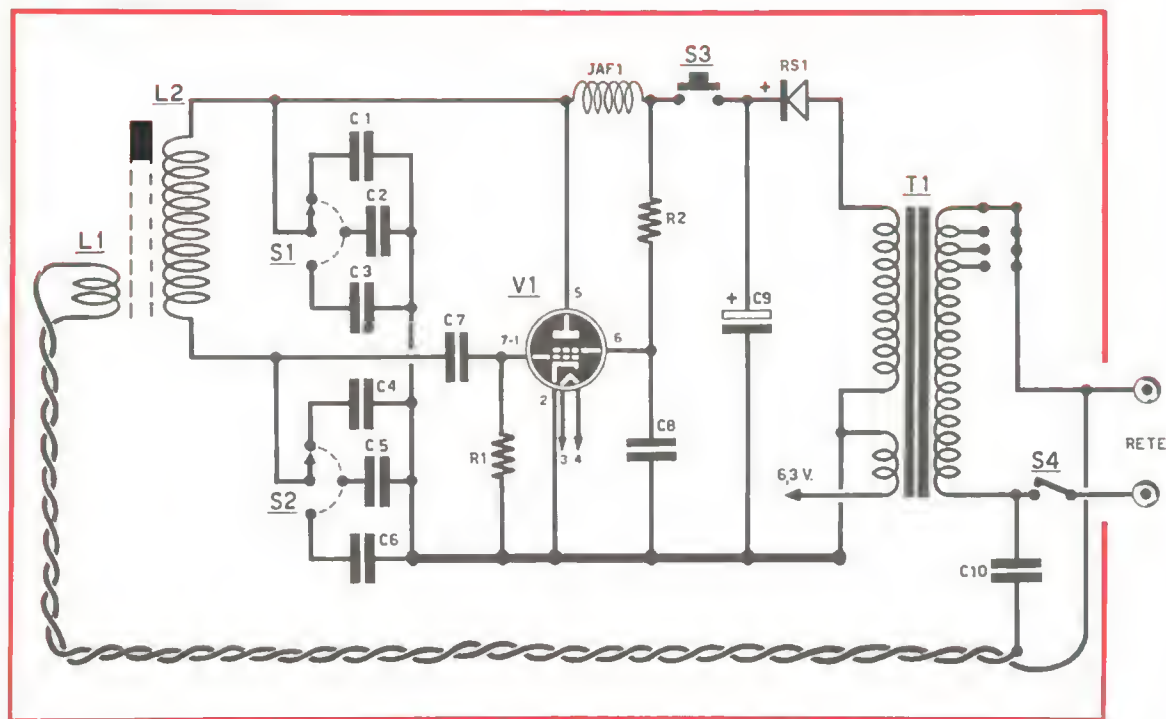 S3
RS1
JAF1
+
L2
C1
T1
C2
R2
S1
L1
C3
V1
5
+
C9
C7
7-1
6
C4
2
C8
RETE
C5
R1
3
4
S4
6,3 V.
S2
C6
C10